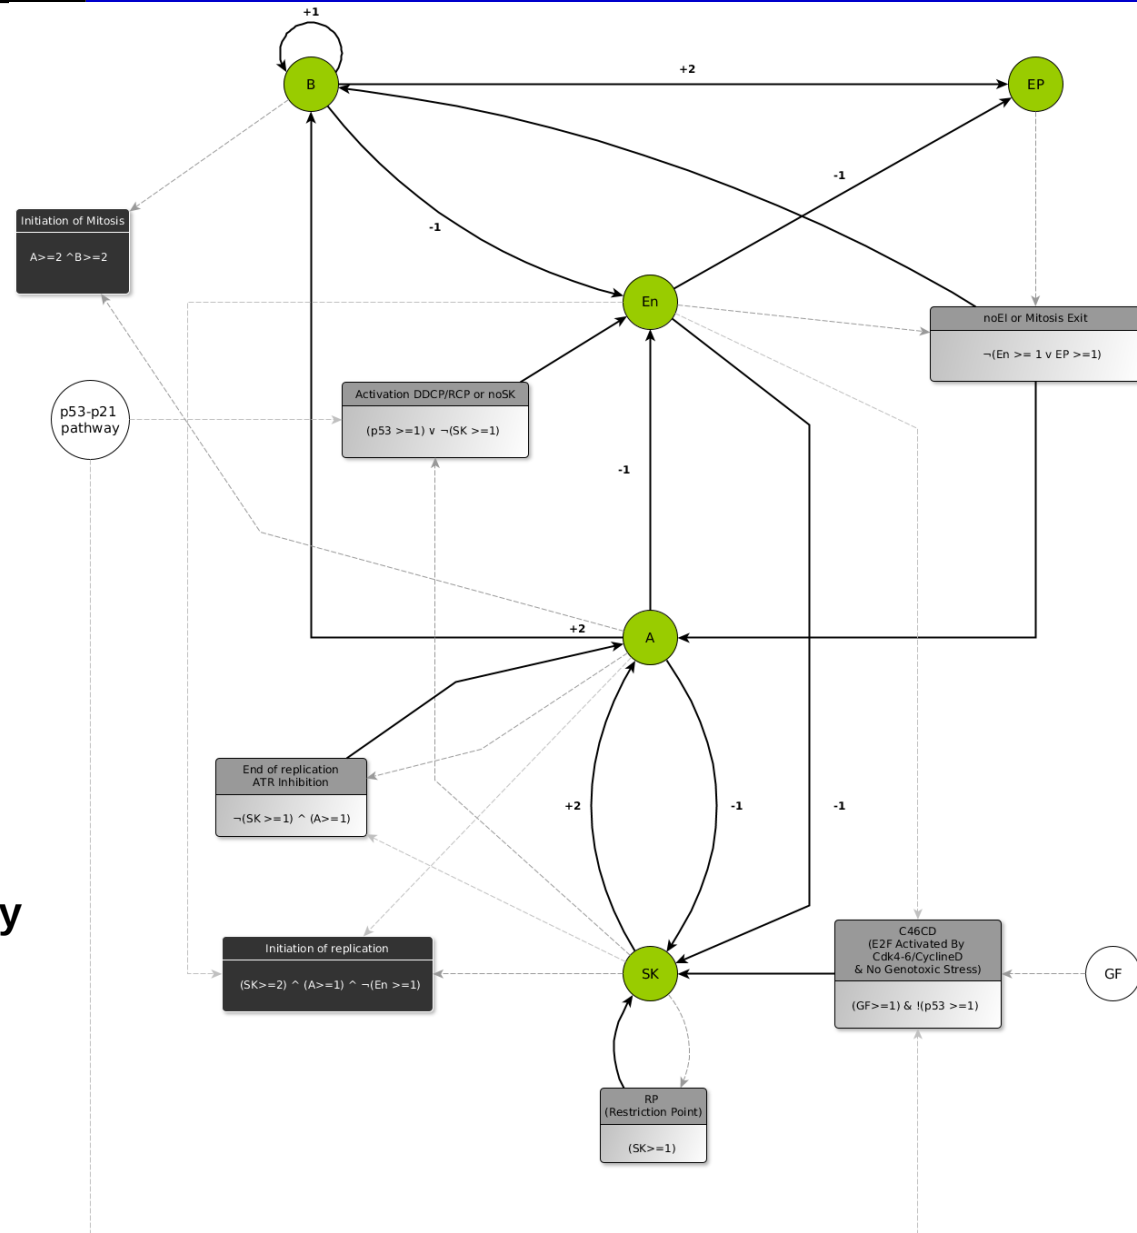 +1
B
+2
EP
-1
-1
Initiation of Mitosis
A>=2 ^B>=2
En
noEI or Mitosis Exit
¬(En >= 1 v EP >=1)
p53-p21
pathway
Activation DDCP/RCP or noSK
(p53 >=1) ∨ ¬(SK >=1)
-1
+2
A
End of replication
ATR Inhibition
¬(SK >=1) ^ (A>=1)
+2
-1
-1
y
Initiation of replication
(SK>=2) ^ (A>=1) ^ ¬(En >=1)
SK
C46CD
(E2F Activated By
Cdk4-6/CyclineD
& No Genotoxic Stress)
(GF>=1) & !(p53 >=1)
GF
RP
(Restriction Point)
(SK>=1)